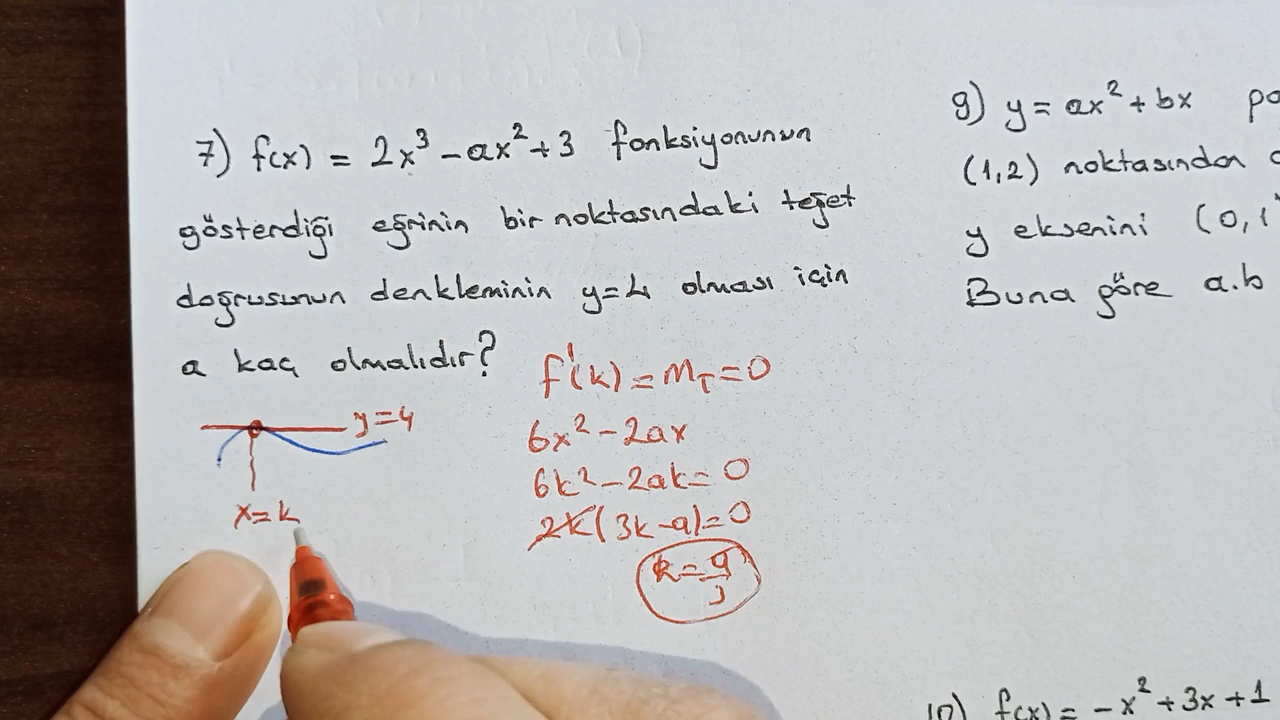 7) f(x) = 2x³ - ax² + 3 fonksiyonunun
gösterdiği eğrinin bir noktasındaki teğet
doğrusunun denkleminin y=4 olması için
a kaç olmalıdır?
y=4
x=k
f'(k) = m_T = 0
6x² - 2ax
6k² - 2ak = 0
2k(3k-a) = 0
k = a/3
9) y = ax² + bx
(1,2) noktasından
y eksenini (0,1
Buna göre a.b
10) f(x) = -x² + 3x + 1